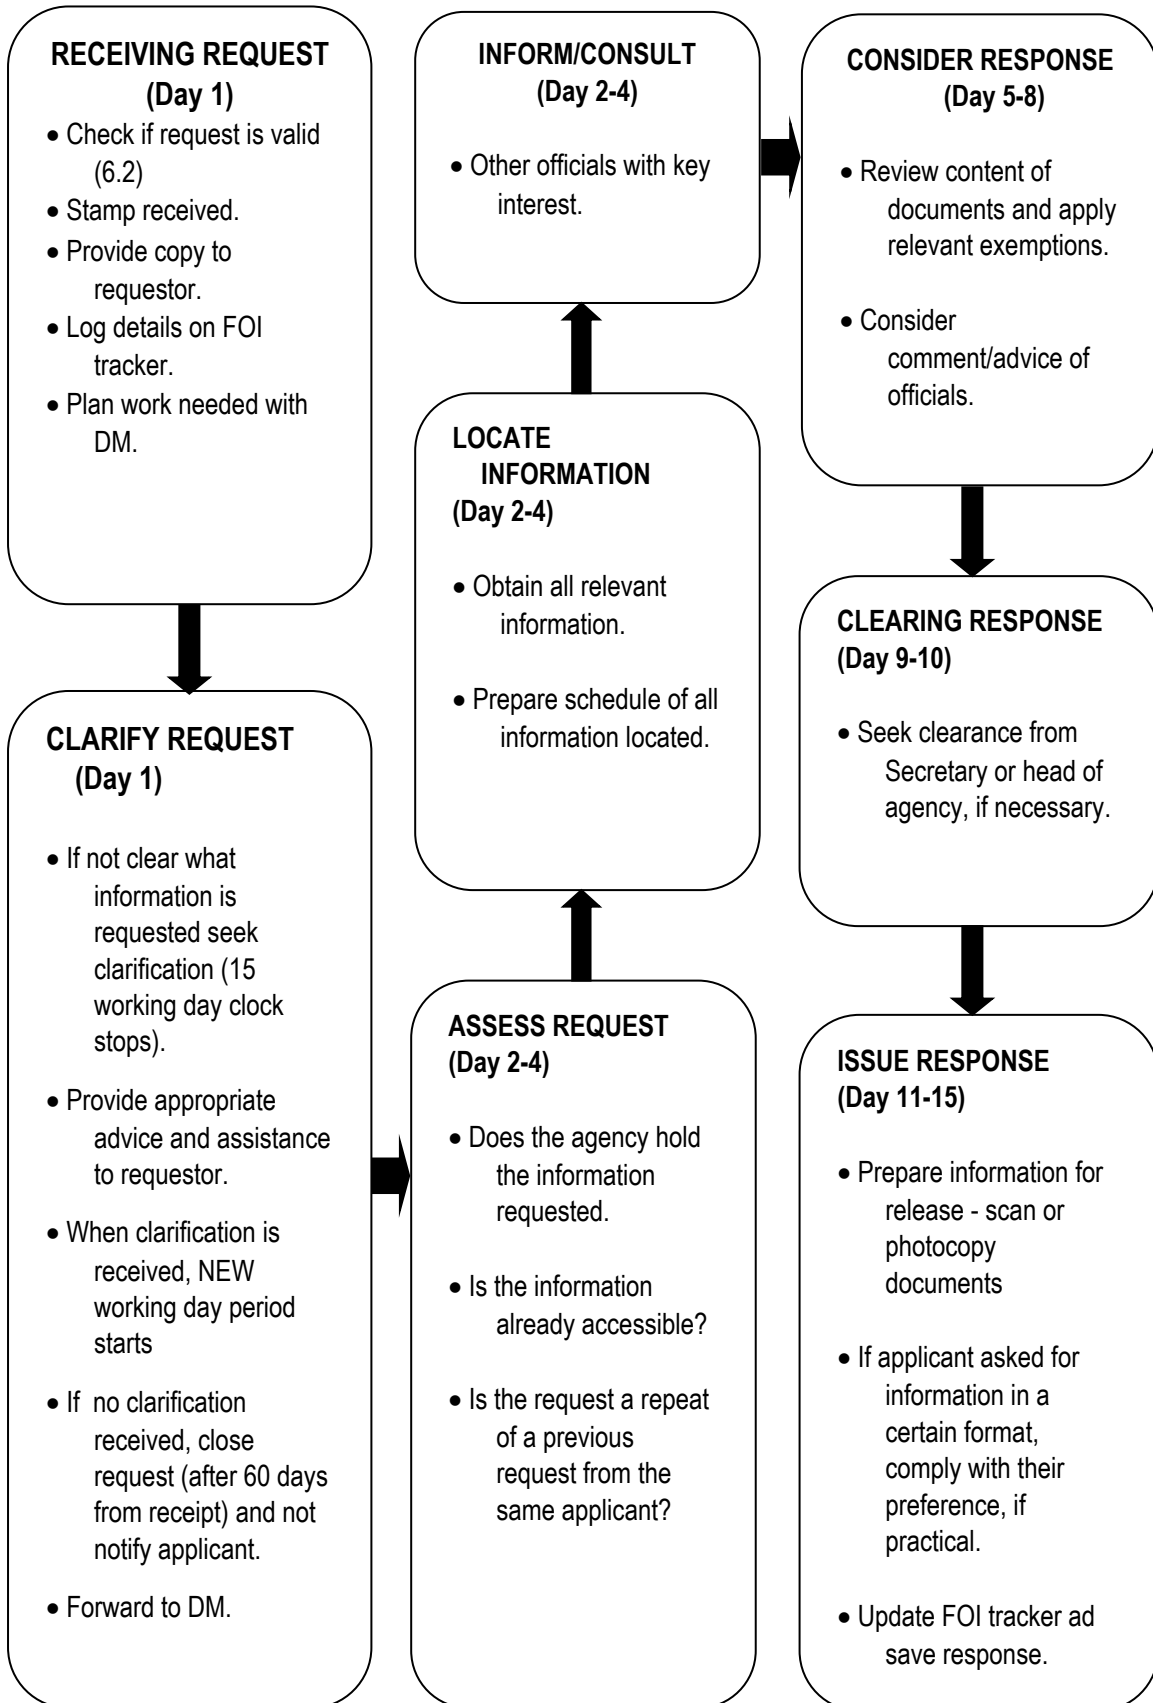 RECEIVING REQUEST
(Day 1)
• Check if request is valid
(6.2)
• Stamp received.
• Provide copy to
requestor.
• Log details on FOI
tracker.
• Plan work needed with
DM.
CLARIFY REQUEST
(Day 1)
• If not clear what
information is
requested seek
clarification (15
working day clock
stops).
• Provide appropriate
advice and assistance
to requestor.
• When clarification is
received, NEW
working day period
starts
• If no clarification
received, close
request (after 60 days
from receipt) and not
notify applicant.
• Forward to DM.
ASSESS REQUEST
(Day 2-4)
• Does the agency hold
the information
requested.
• Is the information
already accessible?
• Is the request a repeat
of a previous
request from the
same applicant?
LOCATE
INFORMATION
(Day 2-4)
• Obtain all relevant
information.
• Prepare schedule of all
information located.
INFORM/CONSULT
(Day 2-4)
• Other officials with key
interest.
CONSIDER RESPONSE
(Day 5-8)
• Review content of
documents and apply
relevant exemptions.
• Consider
comment/advice of
officials.
CLEARING RESPONSE
(Day 9-10)
• Seek clearance from
Secretary or head of
agency, if necessary.
ISSUE RESPONSE
(Day 11-15)
• Prepare information for
release - scan or
photocopy
documents
• If applicant asked for
information in a
certain format,
comply with their
preference, if
practical.
• Update FOI tracker ad
save response.